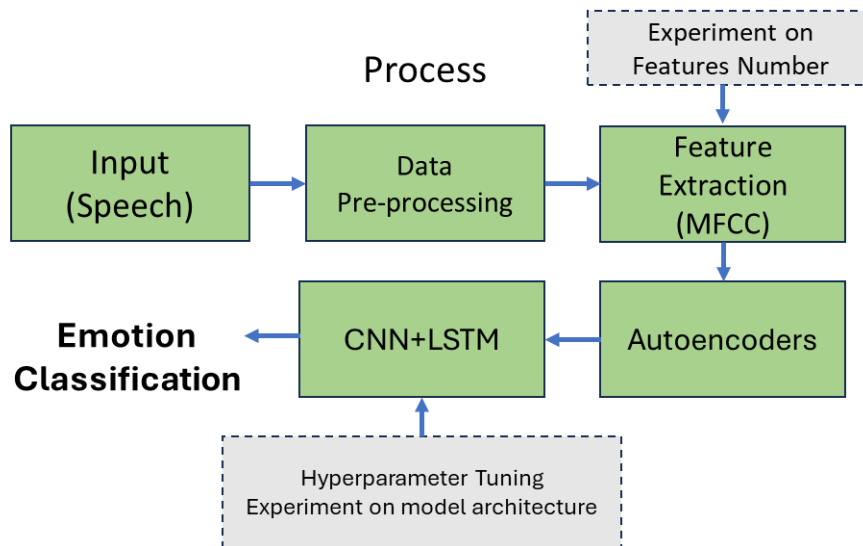 Experiment on
Features Number
Process
Input
(Speech)
Data
Pre-processing
Feature
Extraction
(MFCC)
Emotion
Classification
CNN+LSTM
Autoencoders
Hyperparameter Tuning
Experiment on model architecture